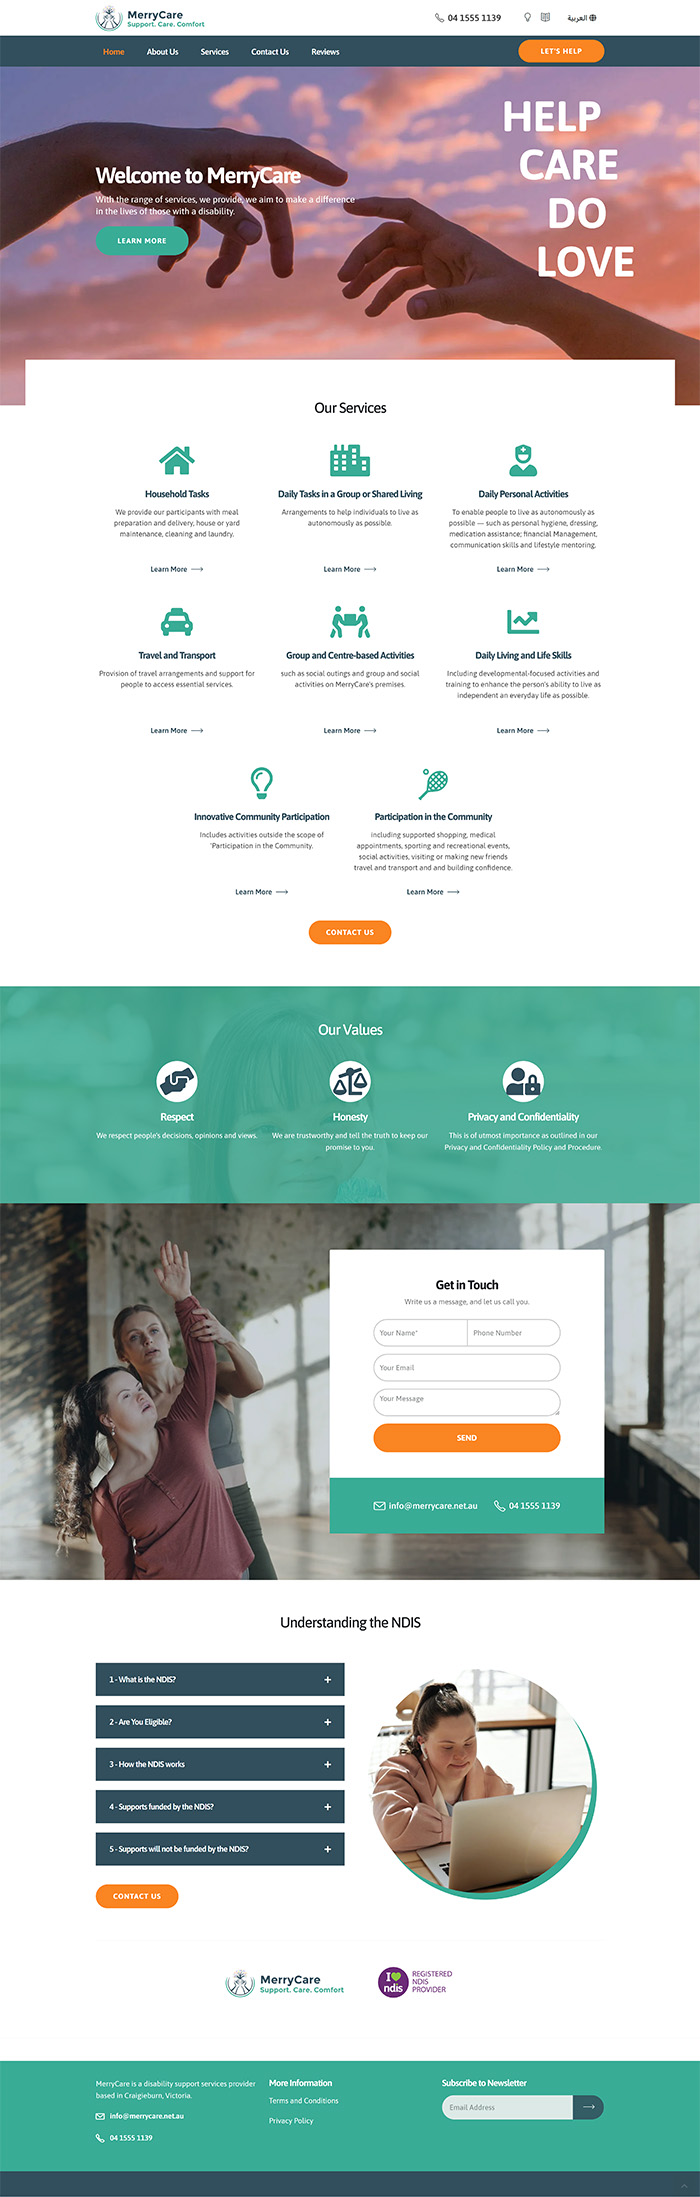 MerryCare
Support. Care. Comfort
04 1555 1139
العربية
Home About Us Services Contact Us Reviews
LET'S HELP
HELP
CARE
DO
LOVE
Welcome to MerryCare
With the range of services, we provide, we aim to make a difference
in the lives of those with a disability.
LEARN MORE
Our Services
Household Tasks
We provide our participants with meal
preparation and delivery, house or yard
maintenance, cleaning and laundry.
Learn More
Daily Tasks in a Group or Shared Living
Arrangements to help individuals to live as
autonomously as possible.
Learn More
Daily Personal Activities
To enable people to live as autonomously as
possible — such as personal hygiene, dressing,
medication assistance; financial Management,
communication skills and lifestyle mentoring.
Learn More
Travel and Transport
Provision of travel arrangements and support for
people to access essential services.
Learn More
Group and Centre-based Activities
such as social outings and group and social
activities on MerryCare's premises.
Learn More
Daily Living and Life Skills
Including developmental-focused activities and
training to enhance the person's ability to live as
independent an everyday life as possible.
Learn More
Innovative Community Participation
Includes activities outside the scope of
'Participation in the Community.
Learn More
Participation in the Community
including supported shopping, medical
appointments, sporting and recreational events,
social activities, visiting or making new friends
travel and transport and and building confidence.
Learn More
CONTACT US
Our Values
Respect
We respect people's decisions, opinions and views.
Honesty
We are trustworthy and tell the truth to keep our
promise to you.
Privacy and Confidentiality
This is of utmost importance as outlined in our
Privacy and Confidentiality Policy and Procedure.
Get in Touch
Write us a message, and let us call you.
Your Name*
Phone Number
Your Email
Your Message
SEND
info@merrycare.net.au
04 1555 1139
Understanding the NDIS
1 - What is the NDIS? +
2 - Are You Eligible? +
3 - How the NDIS works +
4 - Supports funded by the NDIS? +
5 - Supports will not be funded by the NDIS? +
CONTACT US
MerryCare
Support. Care. Comfort
I
ndis
REGISTERED
NDIS
PROVIDER
MerryCare is a disability support services provider
based in Craigieburn, Victoria.
info@merrycare.net.au
04 1555 1139
More Information
Terms and Conditions
Privacy Policy
Subscribe to Newsletter
Email Address